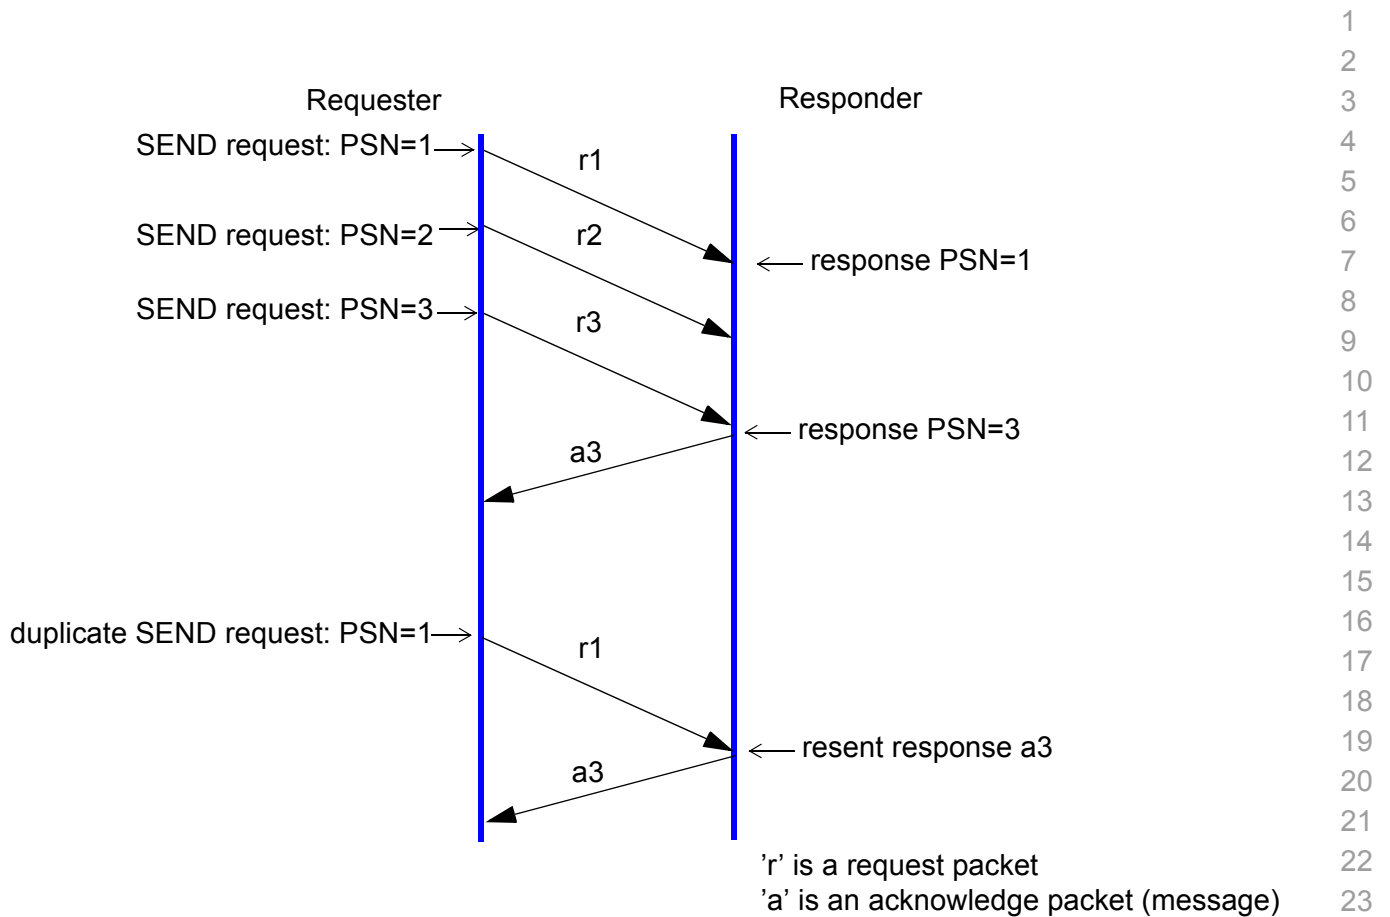 1
2
Requester
Responder
3
SEND request: PSN=1
r1
4
5
SEND request: PSN=2
r2
6
response PSN=1
7
SEND request: PSN=3
r3
8
9
10
response PSN=3
11
a3
12
13
14
15
duplicate SEND request: PSN=1
r1
16
17
18
resent response a3
19
a3
20
21
’r’ is a request packet
22
’a’ is an acknowledge packet (message)
23